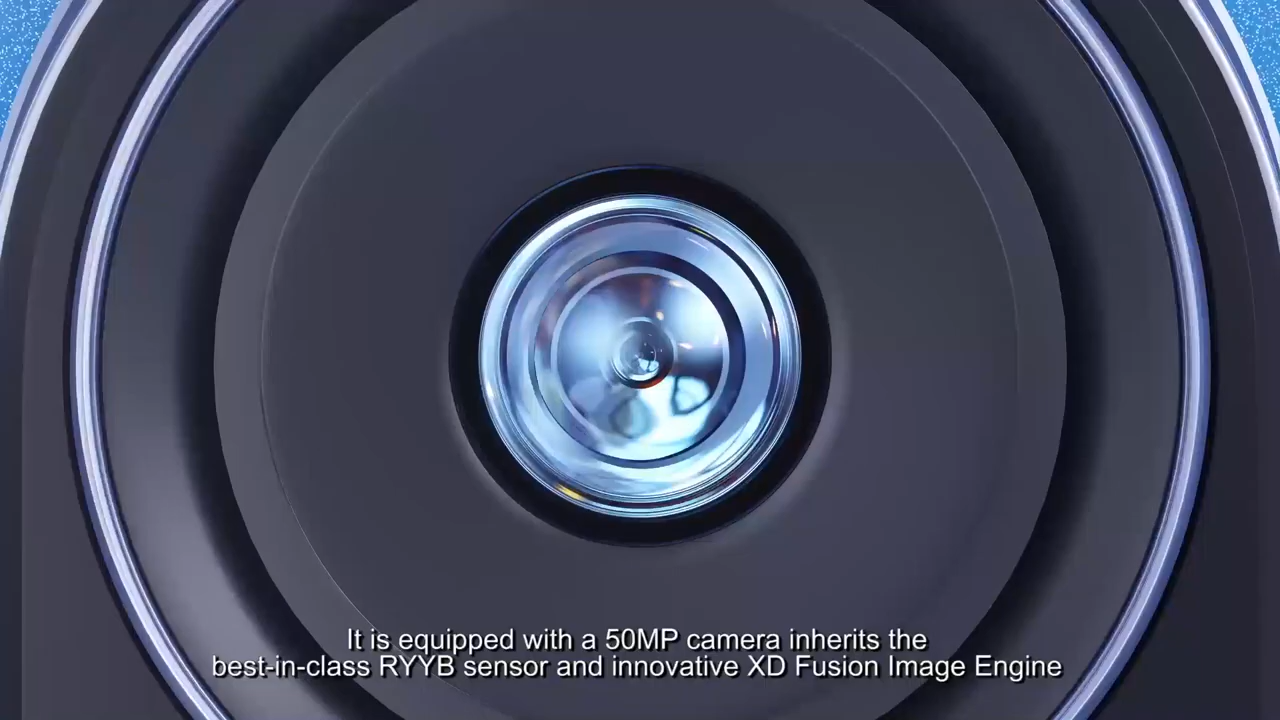 It is equipped with a 50MP camera inherits the
best-in-class RYYB sensor and innovative XD Fusion Image Engine